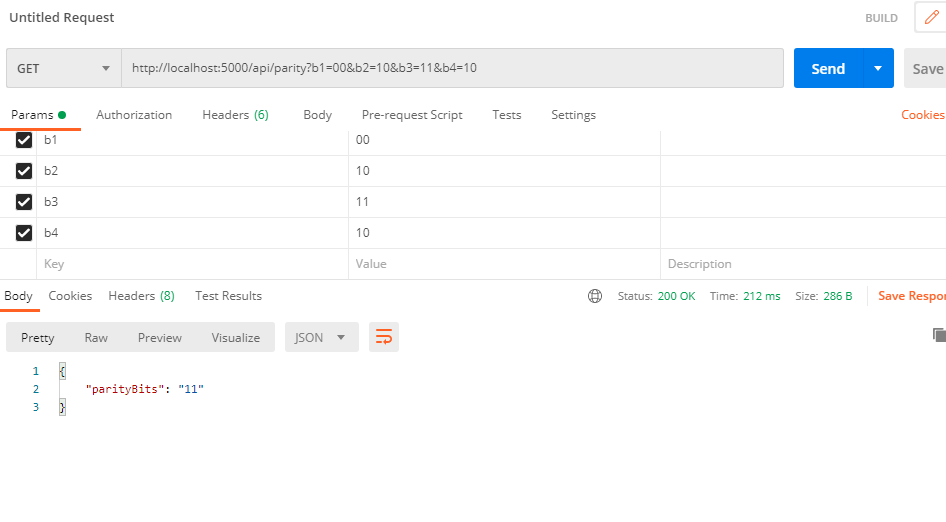 Untitled Request BUILD
GET http://localhost:5000/api/parity?b1=00&b2=10&b3=11&b4=10 Send Save
Params Authorization Headers (6) Body Pre-request Script Tests Settings Cookies
b1 00
b2 10
b3 11
b4 10
Key Value Description
Body Cookies Headers (8) Test Results Status: 200 OK Time: 212 ms Size: 286 B Save Respor
Pretty Raw Preview Visualize JSON
1 {
2 "parityBits": "11"
3 }